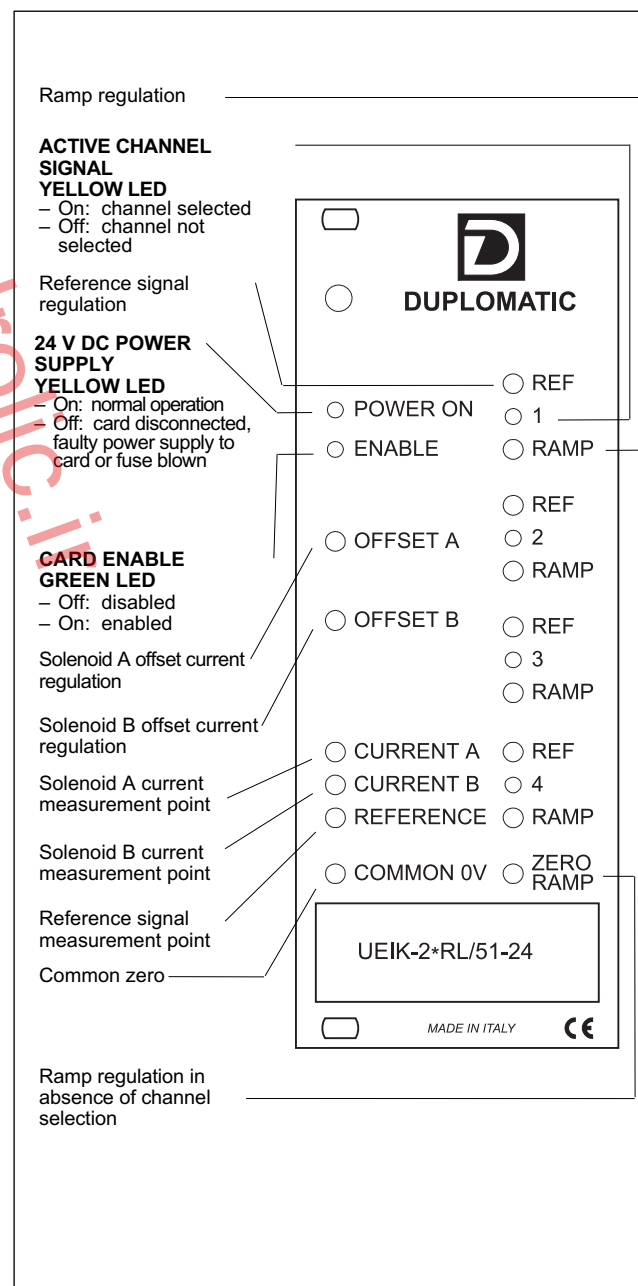 Ramp regulation
ACTIVE CHANNEL
SIGNAL
YELLOW LED
– On: channel selected
– Off: channel not
selected
Reference signal
regulation
24 V DC POWER
SUPPLY
YELLOW LED
– On: normal operation
– Off: card disconnected,
faulty power supply to
card or fuse blown
CARD ENABLE
GREEN LED
– Off: disabled
– On: enabled
Solenoid A offset current
regulation
Solenoid B offset current
regulation
Solenoid A current
measurement point
Solenoid B current
measurement point
Reference signal
measurement point
Common zero
Ramp regulation in
absence of channel
selection
D
DUPLOMATIC
POWER ON
ENABLE
OFFSET A
OFFSET B
CURRENT A
CURRENT B
REFERENCE
COMMON 0V
REF
1
RAMP
REF
2
RAMP
REF
3
RAMP
REF
4
RAMP
ZERO
RAMP
UEIK-2*RL/51-24
MADE IN ITALY
CE
rolic.ir